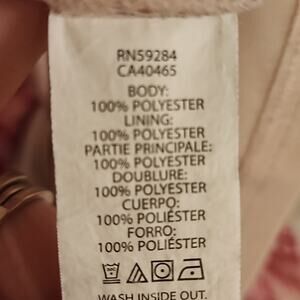 RN59284
CA40465
BODY:
100% POLYESTER
LINING:
100% POLYESTER
PARTIE PRINCIPALE:
100% POLYESTER
DOUBLURE:
100% POLYESTER
CUERPO:
100% POLIÉSTER
FORRO:
100% POLIÉSTER
WASH INSIDE OUT.